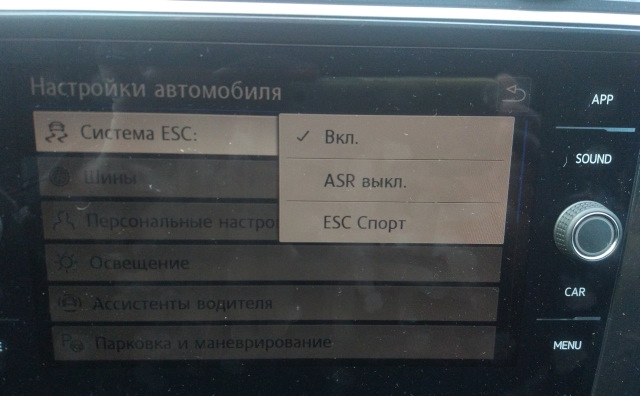 Настройки автомобиля
APP
Система ESC:
Вкл.
SOUND
Шины
ASR выкл.
Персональные настро
ESC Спорт
Освещение
CAR
Ассистенты водителя
Парковка и маневрирование
MENU